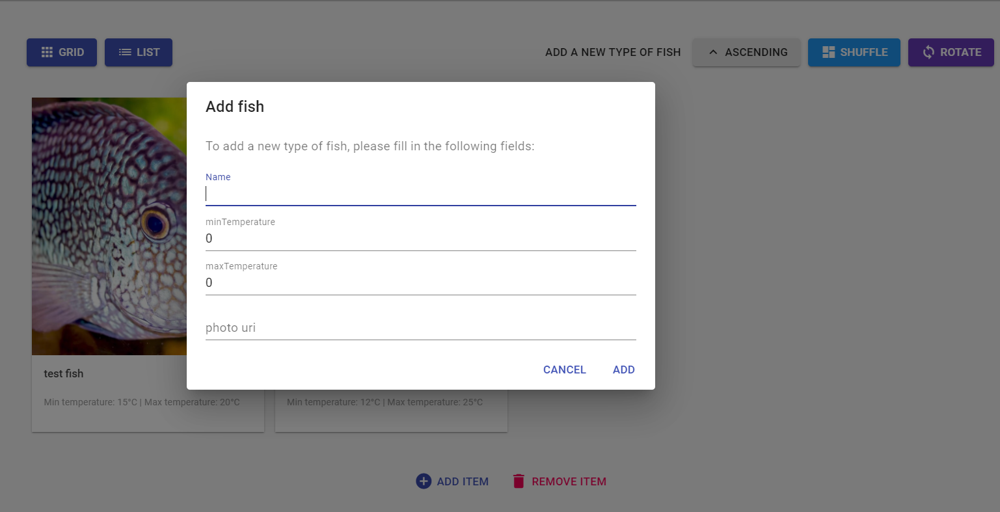 GRID LIST ADD A NEW TYPE OF FISH ASCENDING SHUFFLE ROTATE
Add fish
To add a new type of fish, please fill in the following fields:
Name
minTemperature
0
maxTemperature
0
photo uri
CANCEL ADD
test fish
Min temperature: 15°C | Max temperature: 20°C
Min temperature: 12°C | Max temperature: 25°C
ADD ITEM REMOVE ITEM